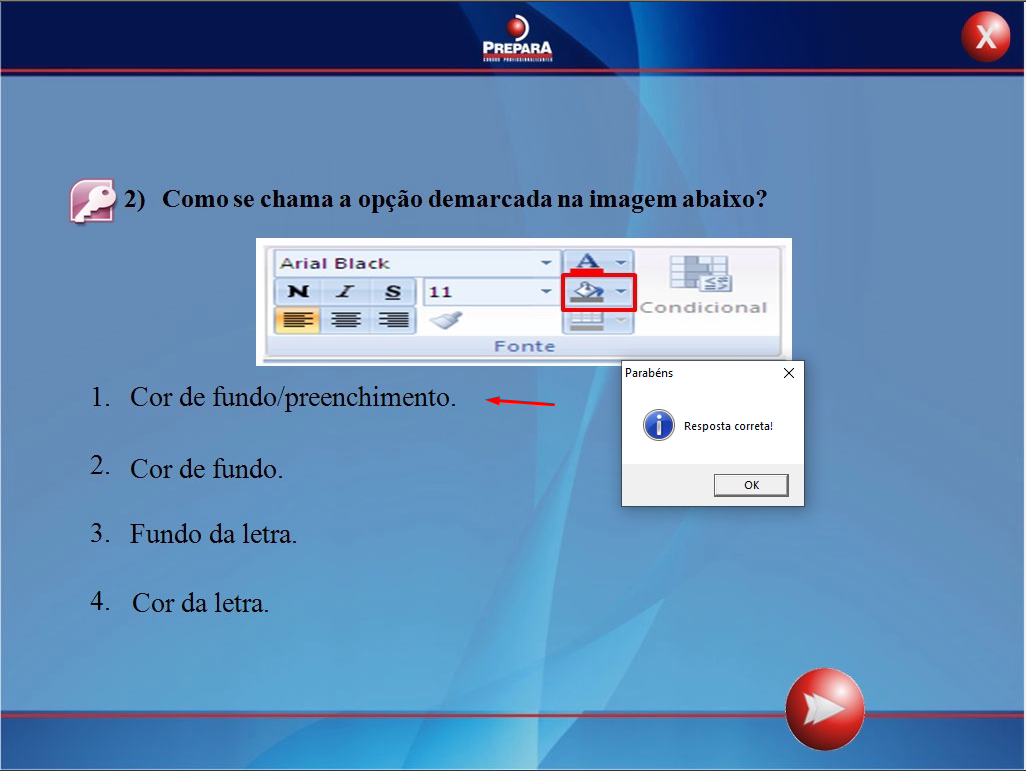 PREPARA
CURSOS PROFISSIONALIZANTES
X
2) Como se chama a opção demarcada na imagem abaixo?
Arial Black
A
N I S 11
Condicional
Fonte
1. Cor de fundo/preenchimento.
2. Cor de fundo.
3. Fundo da letra.
4. Cor da letra.
Parabéns
Resposta correta!
OK